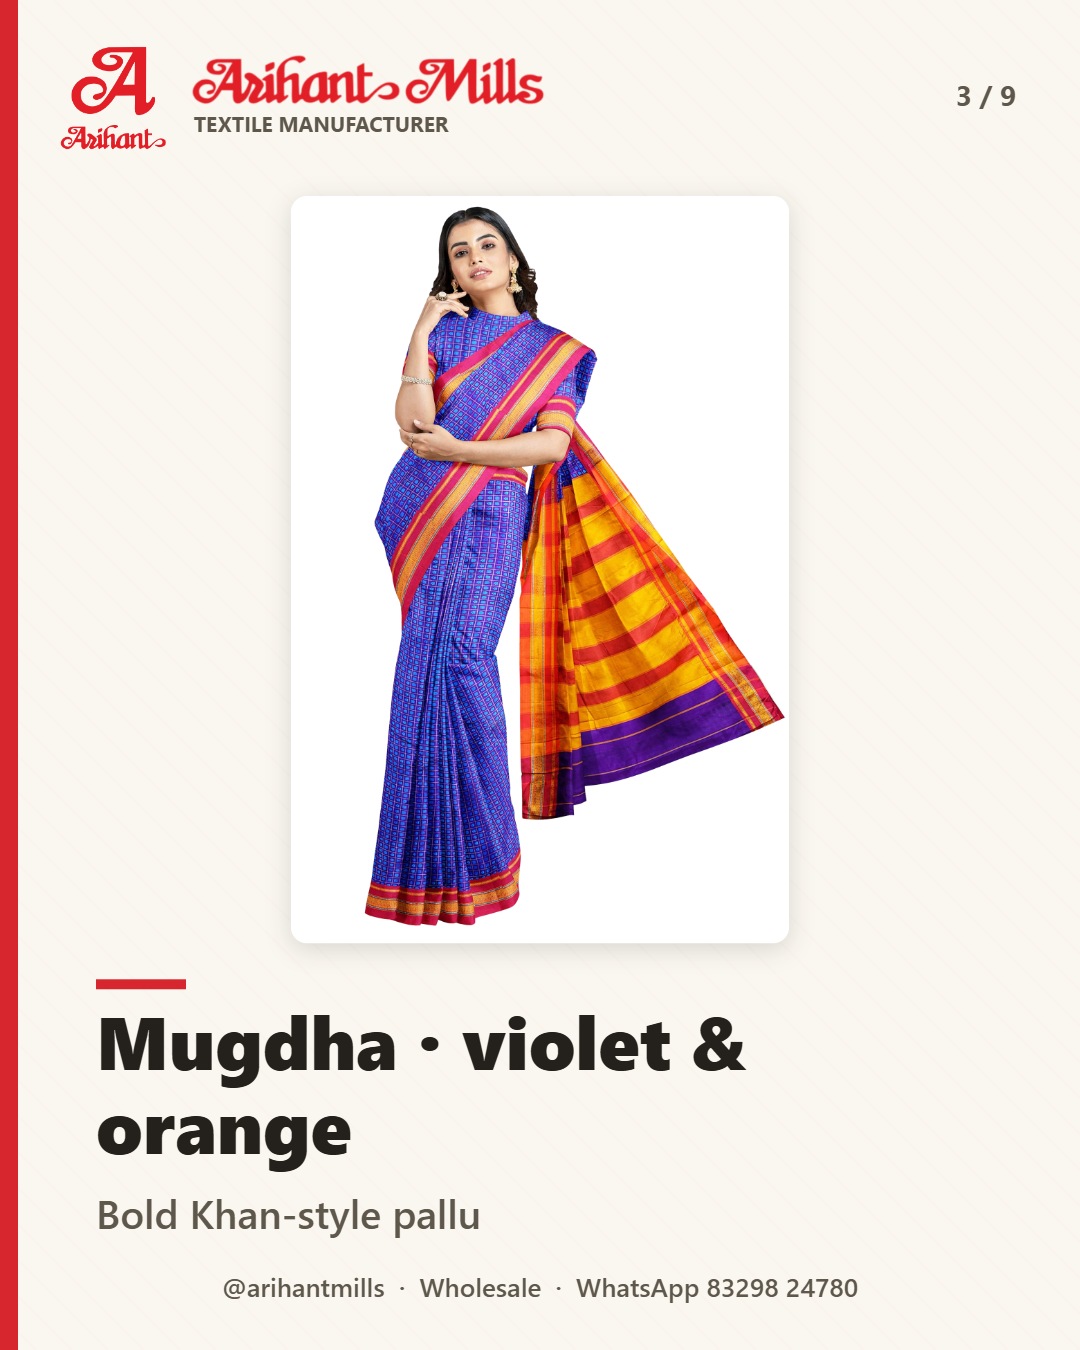 A
Arihant
Arihant Mills
TEXTILE MANUFACTURER
3 / 9
Mugdha · violet &
orange
Bold Khan-style pallu
@arihantmills · Wholesale · WhatsApp 83298 24780